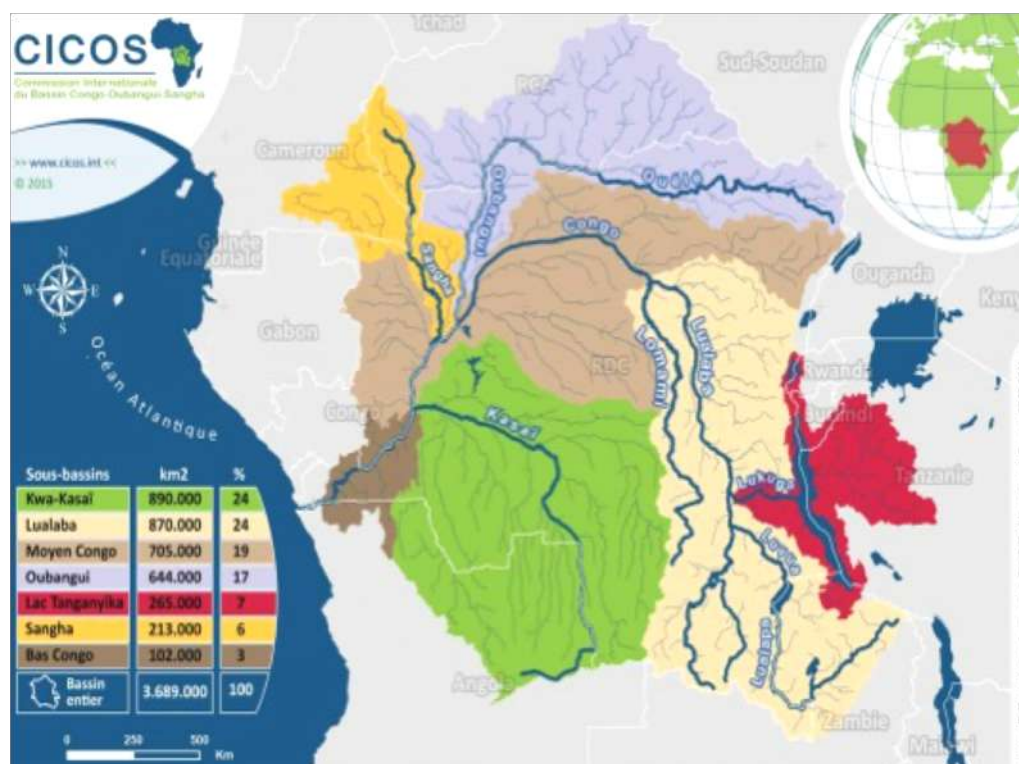 CICOS
Commission Internationale
du Bassin Congo-Oubangui-Sangha
>> www.cicos.int <<
© 2015
Tchad
Sud-Soudan
RCA
Cameroun
Oubangui
Ouélé
Congo
Sangha
Guinée
Equatoriale
Ouganda
Keny
N
W E
S
Gabon
Océan Atlantique
Lomami
Lualaba
RDC
Rwanda
Congo
Kasaï
Burundi
Tanzanie
Lukuga
Luvua
Luapula
Angola
Zambie
Malawi
Sous-bassins km2 %
Kwa-Kasaï 890.000 24
Lualaba 870.000 24
Moyen Congo 705.000 19
Oubangui 644.000 17
Lac Tanganyika 265.000 7
Sangha 213.000 6
Bas Congo 102.000 3
Bassin
entier 3.689.000 100
0 250 500
Km